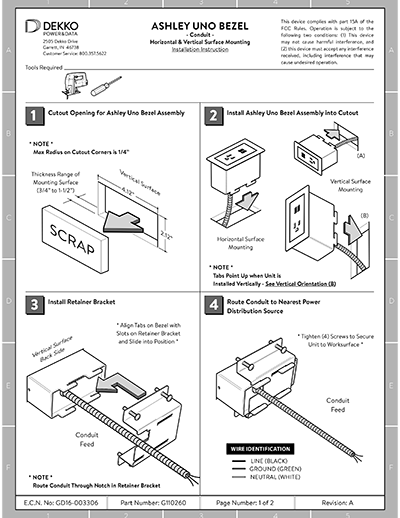 DEKKO
POWER&DATA
2505 Dekko Drive
Garrett, IN 46738
Customer Service: 800.357.5622
ASHLEY UNO BEZEL
- Conduit -
Horizontal & Vertical Surface Mounting
Installation Instruction
This device complies with part 15A of the
FCC Rules. Operation is subject to the
following two conditions: (1) This device
may not cause harmful interference, and
(2) this device must accept any interference
received, including interference that may
cause undesired operation.
Tools Required
1
Cutout Opening for Ashley Uno Bezel Assembly
* NOTE *
Max Radius on Cutout Corners is 1/4"
Thickness Range of
Mounting Surface
(3/4" to 1-1/2")
Vertical Surface
4.12"
2.12"
SCRAP
2
Install Ashley Uno Bezel Assembly into Cutout
(A)
Vertical Surface
Mounting
(B)
Horizontal Surface
Mounting
* NOTE *
Tabs Point Up when Unit is
Installed Vertically - See Vertical Orientation (B)
3
Install Retainer Bracket
* Align Tabs on Bezel with
Slots on Retainer Bracket
and Slide into Position *
Vertical Surface
Back Side
Conduit
Feed
* NOTE *
Route Conduit Through Notch in Retainer Bracket
4
Route Conduit to Nearest Power
Distribution Source
* Tighten (4) Screws to Secure
Unit to Worksurface *
Conduit
Feed
WIRE IDENTIFICATION
LINE (BLACK)
GROUND (GREEN)
NEUTRAL (WHITE)
E.C.N. No: GD16-003306
Part Number: G110260
Page Number: 1 of 2
Revision: A